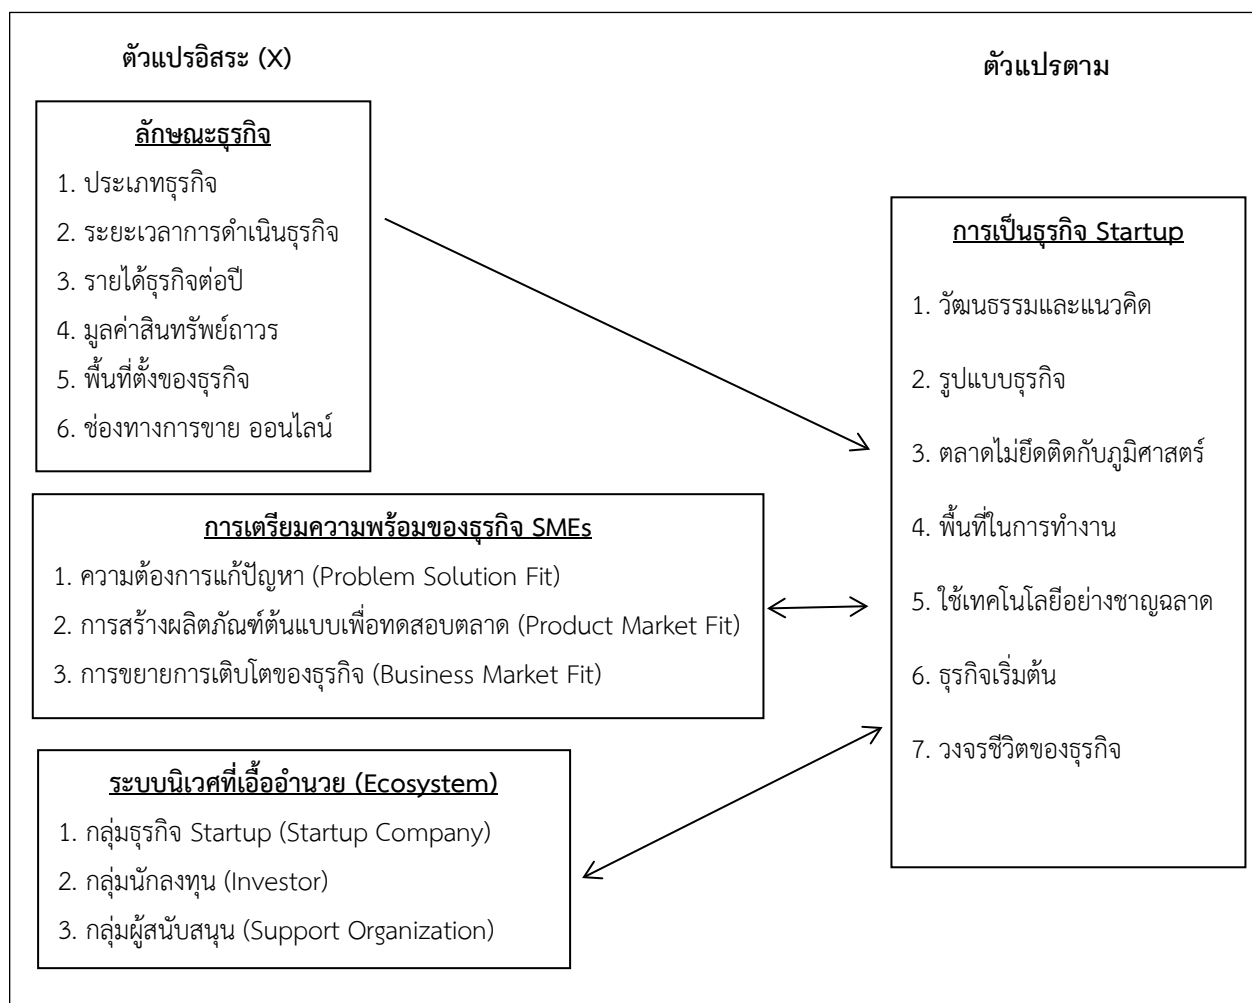 ตัวแปรอิสระ (X)
ตัวแปรตาม
ลักษณะธุรกิจ
1. ประเภทธุรกิจ
2. ระยะเวลาการดำเนินธุรกิจ
3. รายได้ธุรกิจต่อปี
4. มูลค่าสินทรัพย์ถาวร
5. พื้นที่ตั้งของธุรกิจ
6. ช่องทางการขาย ออนไลน์
การเตรียมความพร้อมของธุรกิจ SMEs
1. ความต้องการแก้ปัญหา (Problem Solution Fit)
2. การสร้างผลิตภัณฑ์ต้นแบบเพื่อทดสอบตลาด (Product Market Fit)
3. การขยายการเติบโตของธุรกิจ (Business Market Fit)
ระบบนิเวศที่เอื้ออำนวย (Ecosystem)
1. กลุ่มธุรกิจ Startup (Startup Company)
2. กลุ่มนักลงทุน (Investor)
3. กลุ่มผู้สนับสนุน (Support Organization)
การเป็นธุรกิจ Startup
1. วัฒนธรรมและแนวคิด
2. รูปแบบธุรกิจ
3. ตลาดไม่ยึดติดกับภูมิศาสตร์
4. พื้นที่ในการทำงาน
5. ใช้เทคโนโลยีอย่างชาญฉลาด
6. ธุรกิจเริ่มต้น
7. วงจรชีวิตของธุรกิจ